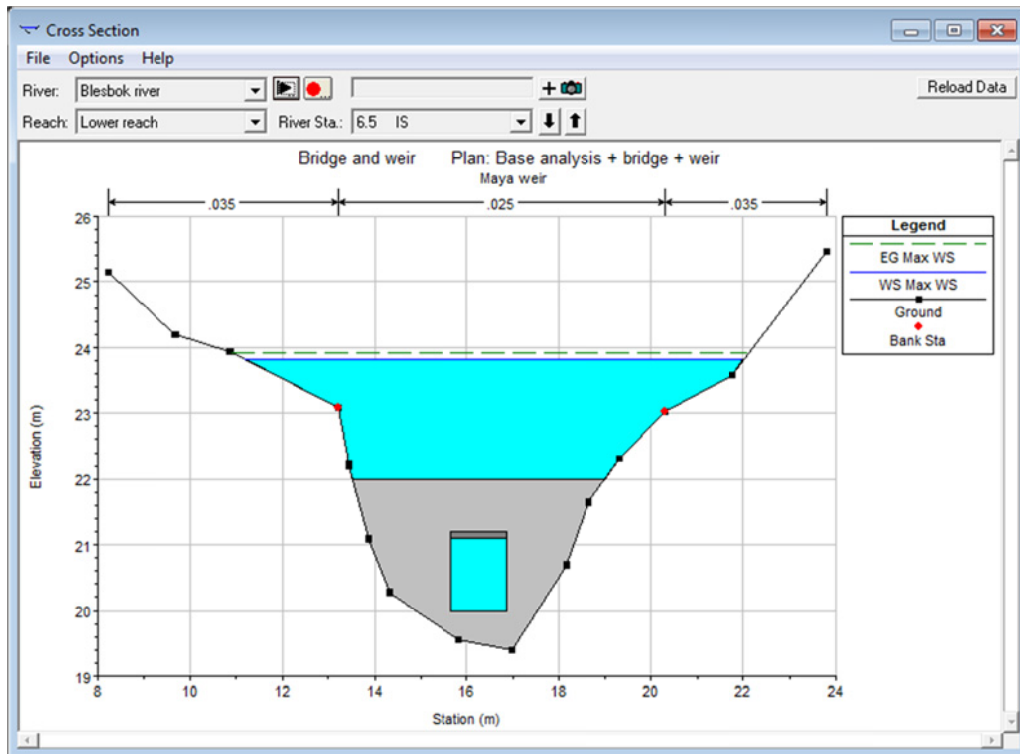 Cross Section
File Options Help
River: Blesbok river
Reload Data
Reach: Lower reach River Sta.: 6.5 IS
Bridge and weir Plan: Base analysis + bridge + weir
Maya weir
.035 .025 .035
Legend
EG Max WS
WS Max WS
Ground
Bank Sta
26
25
24
23
22
21
20
19
Elevation (m)
8 10 12 14 16 18 20 22 24
Station (m)